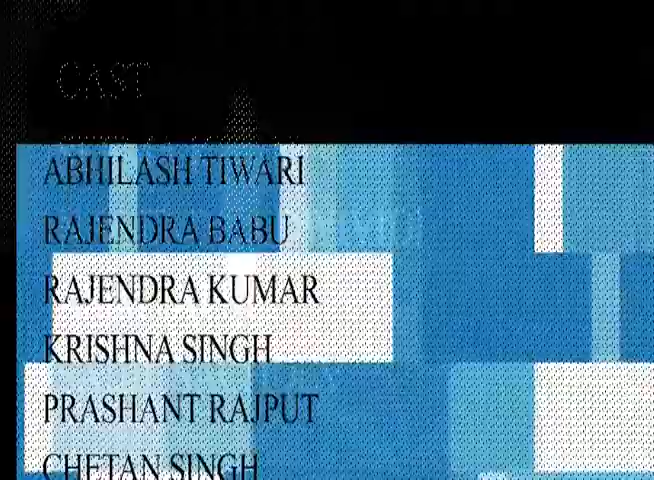 CAST
ABHILASH TIWARI
RAJENDRA BABU
RAJENDRA KUMAR
KRISHNA SINGH
PRASHANT RAJPUT
CHETAN SINGH